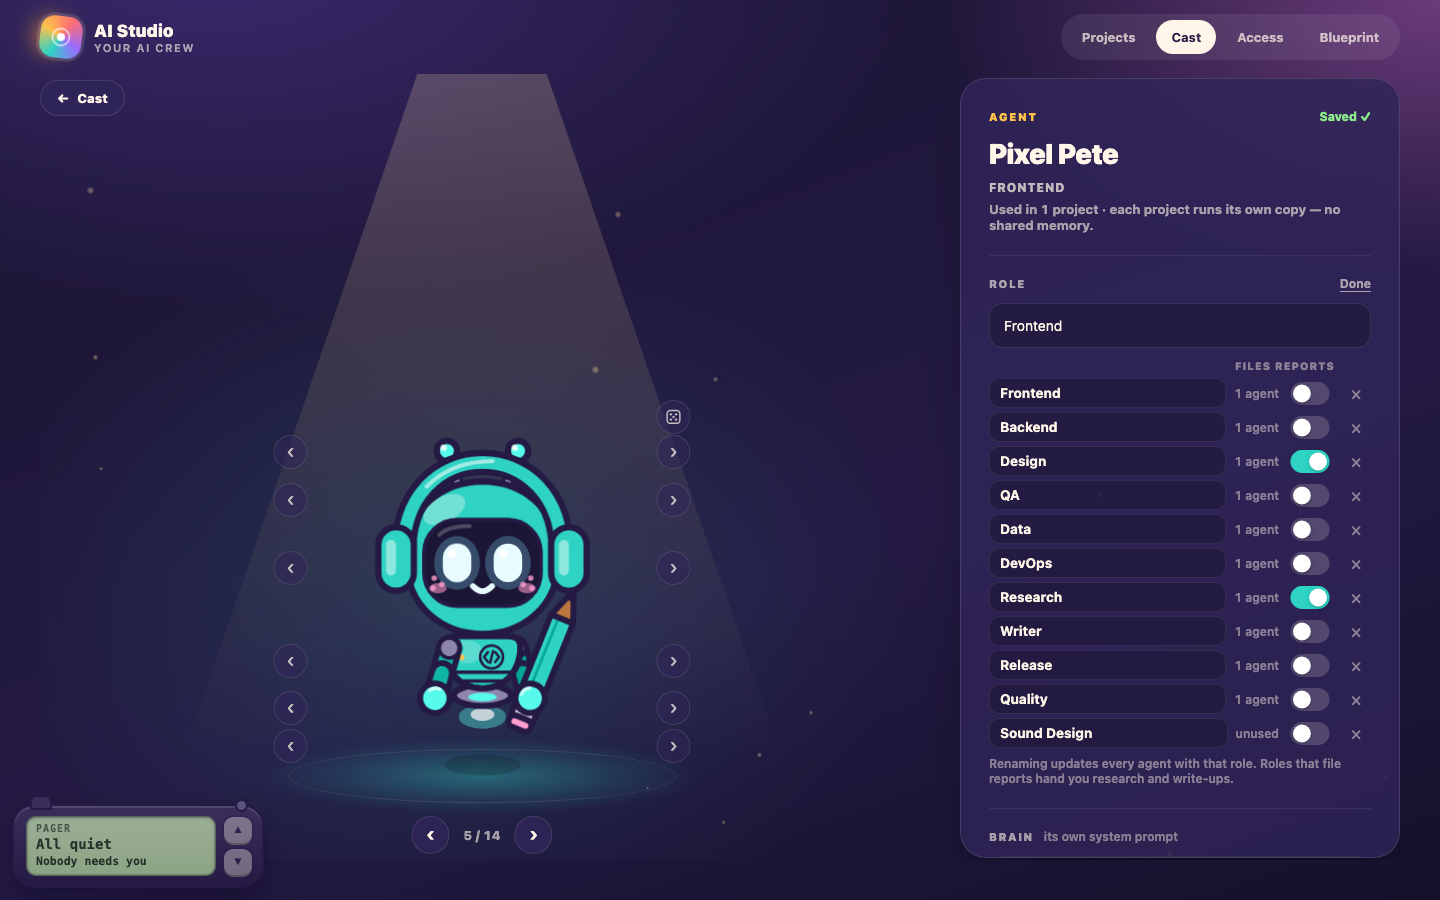 AI Studio
YOUR AI CREW
Projects
Cast
Access
Blueprint
← Cast
AGENT
Saved ✓
Pixel Pete
FRONTEND
Used in 1 project · each project runs its own copy — no
shared memory.
ROLE
Done
Frontend
FILES REPORTS
Frontend 1 agent ×
Backend 1 agent ×
Design 1 agent ×
QA 1 agent ×
Data 1 agent ×
DevOps 1 agent ×
Research 1 agent ×
Writer 1 agent ×
Release 1 agent ×
Quality 1 agent ×
Sound Design unused ×
Renaming updates every agent with that role. Roles that file
reports hand you research and write-ups.
BRAIN its own system prompt
5 / 14
PAGER
All quiet
Nobody needs you